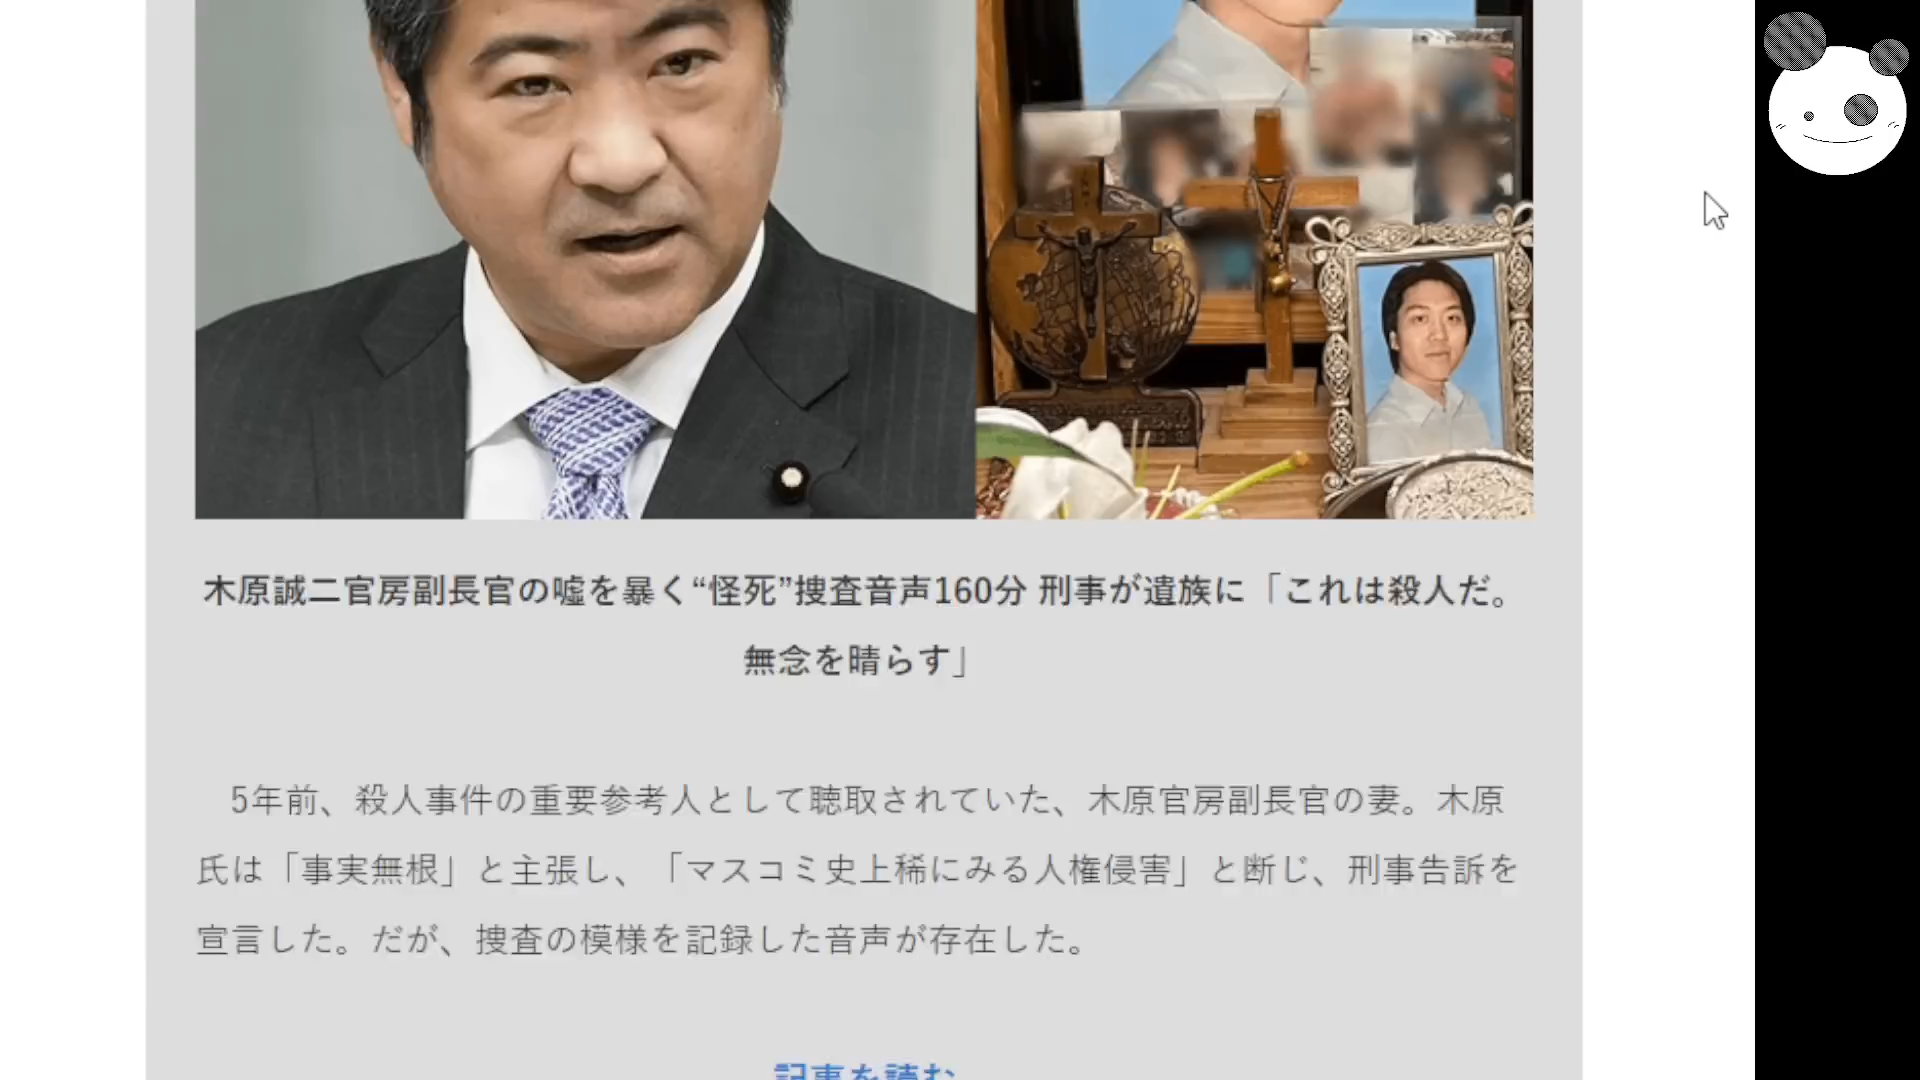 木原誠二官房副長官の嘘を暴く“怪死”捜査音声160分 刑事が遺族に「これは殺人だ。
無念を晴らす」
5年前、殺人事件の重要参考人として聴取されていた、木原官房副長官の妻。木原
氏は「事実無根」と主張し、「マスコミ史上稀にみる人権侵害」と断じ、刑事告訴を
宣言した。だが、捜査の模様を記録した音声が存在した。
記事を読む